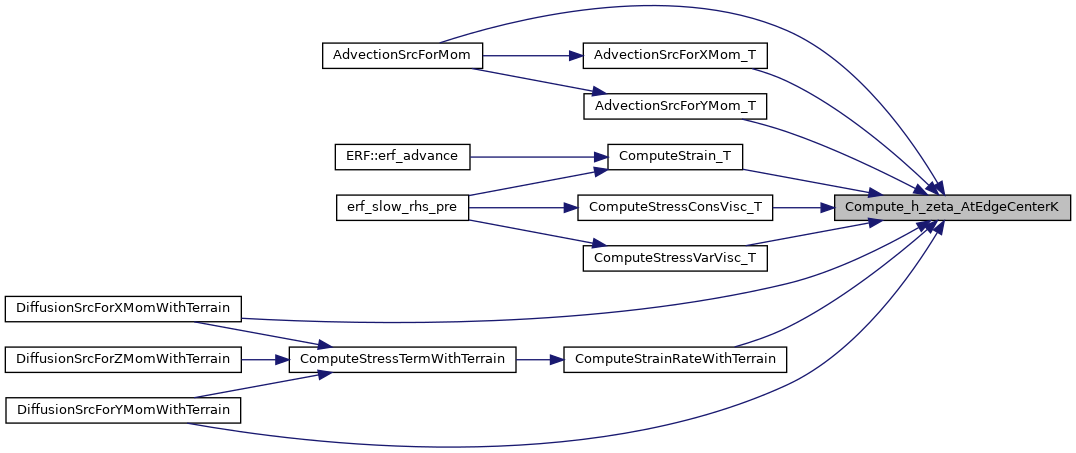 AdvectionSrcForMom
AdvectionSrcForXMom_T
AdvectionSrcForYMom_T
ERF::erf_advance
ComputeStrain_T
erf_slow_rhs_pre
ComputeStressConsVisc_T
Compute_h_zeta_AtEdgeCenterK
ComputeStressVarVisc_T
DiffusionSrcForXMomWithTerrain
DiffusionSrcForZMomWithTerrain
ComputeStressTermWithTerrain
ComputeStrainRateWithTerrain
DiffusionSrcForYMomWithTerrain